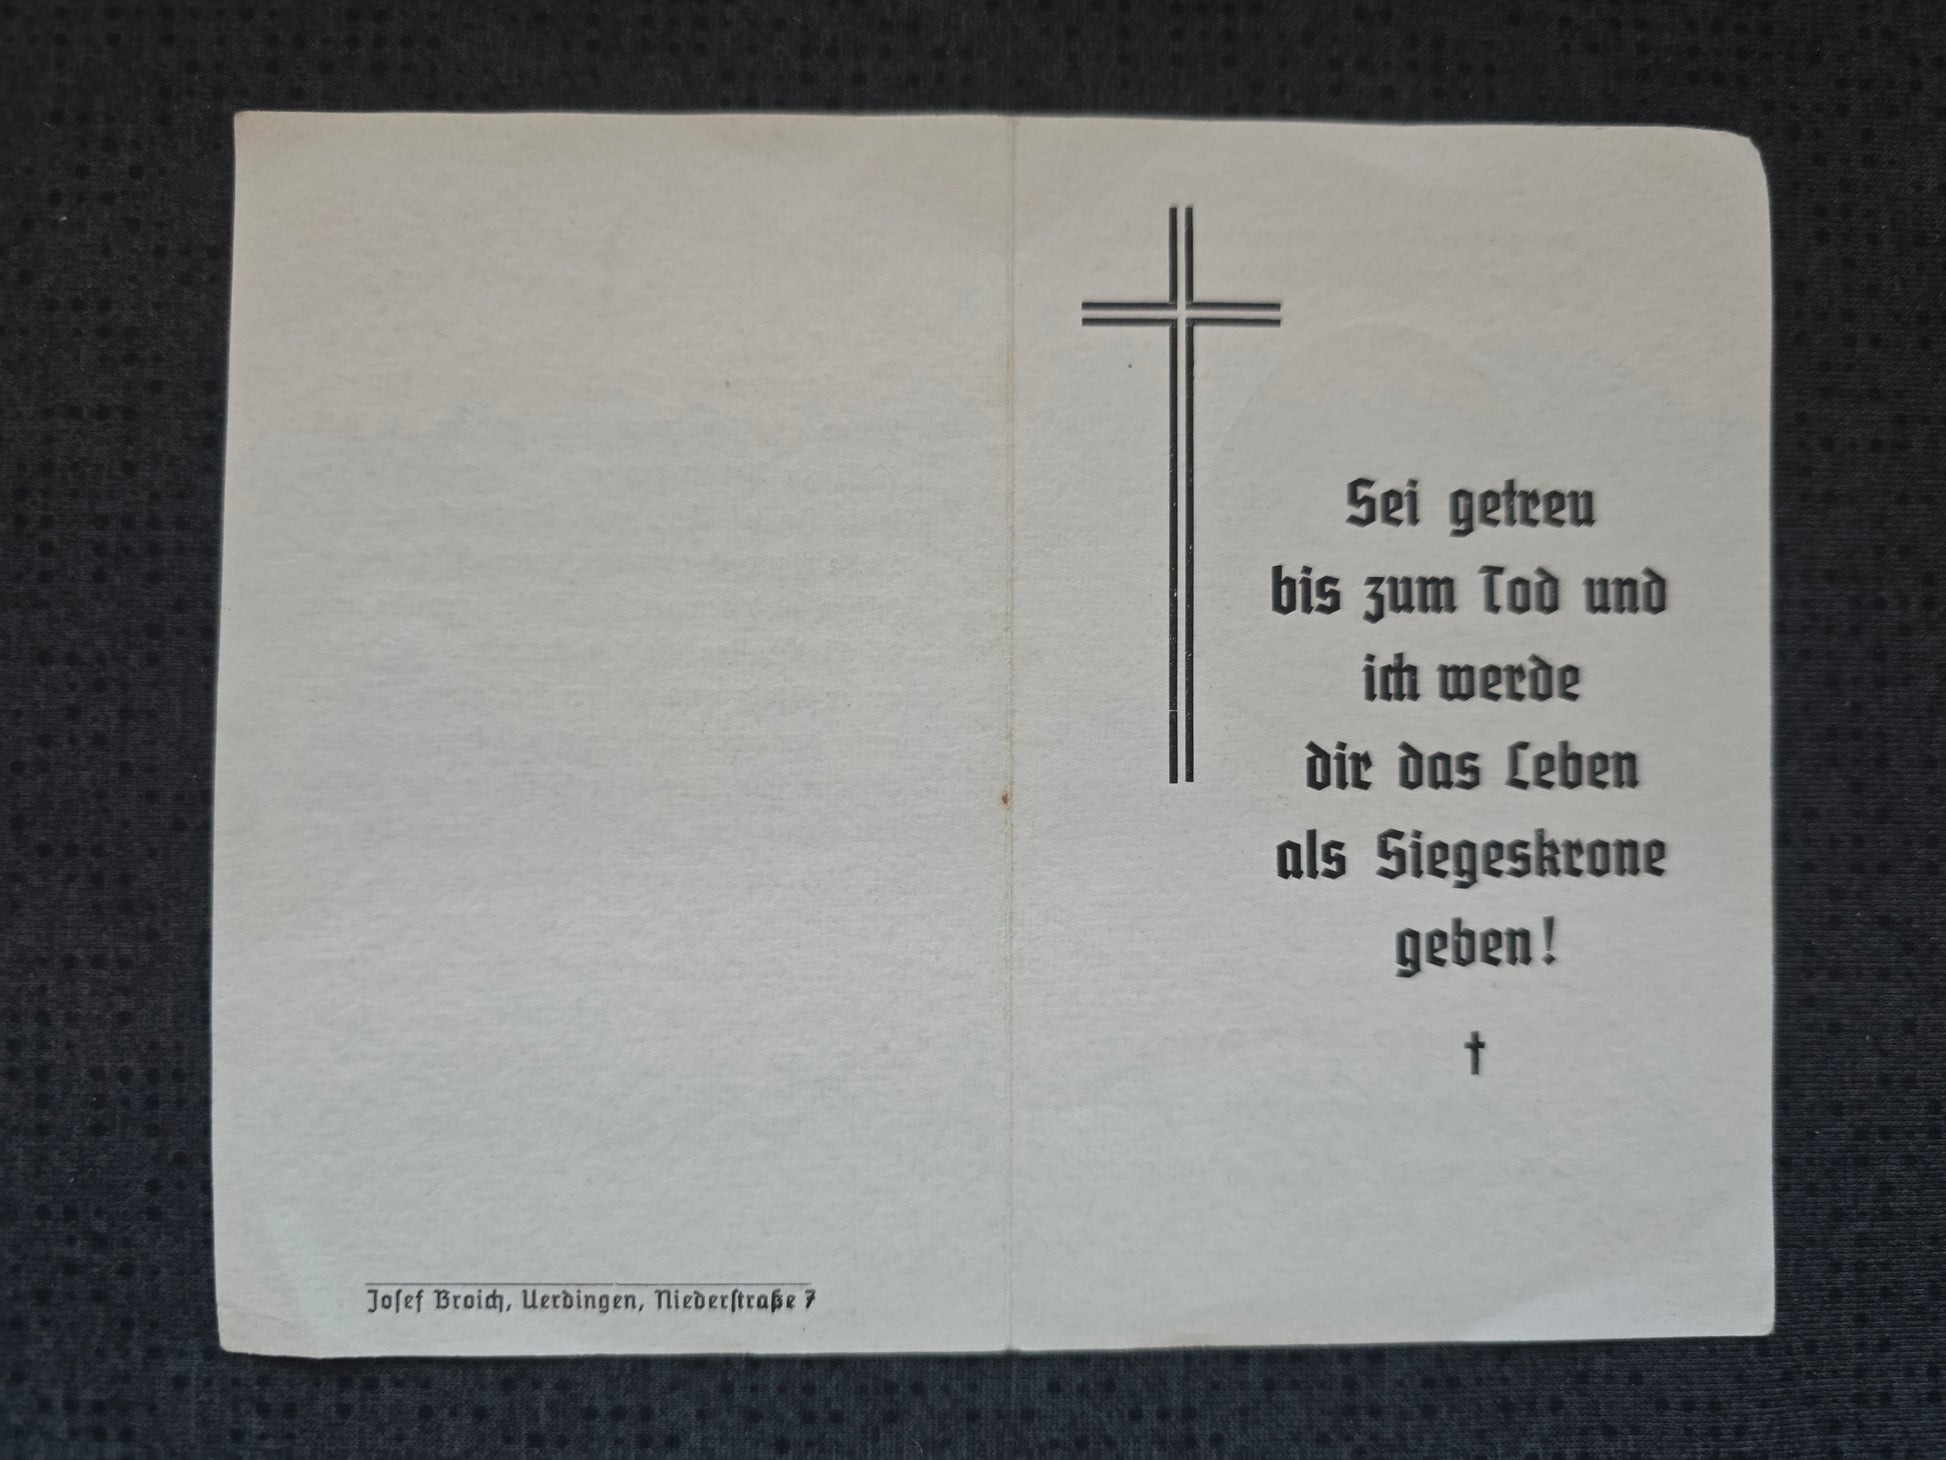 Sei getreu
bis zum Tod und
ich werde
dir das Leben
als Siegeskrone
geben!
†
Josef Broich, Uerdingen, Niederstraße 7